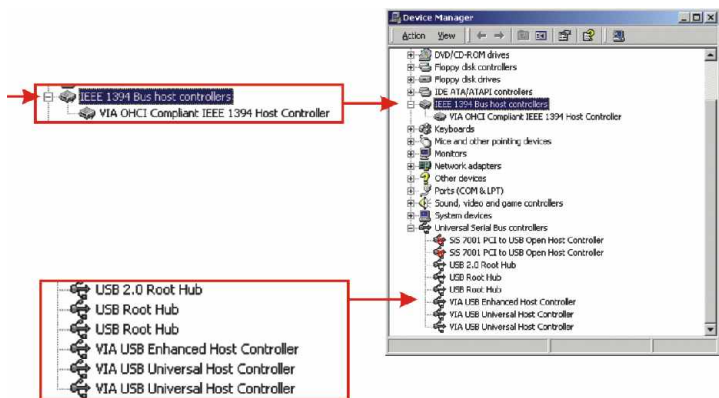 IEEE 1394 Bus host controllers
VIA OHCI Compliant IEEE 1394 Host Controller
USB 2.0 Root Hub
USB Root Hub
USB Root Hub
VIA USB Enhanced Host Controller
VIA USB Universal Host Controller
VIA USB Universal Host Controller
Device Manager
Action View
DVD/CD-ROM drives
Floppy disk controllers
Floppy disk drives
IDE ATA/ATAPI controllers
IEEE 1394 Bus host controllers
VIA OHCI Compliant IEEE 1394 Host Controller
Keyboards
Mice and other pointing devices
Monitors
Network adapters
Other devices
Ports (COM & LPT)
Sound, video and game controllers
System devices
Universal Serial Bus controllers
SiS 7001 PCI to USB Open Host Controller
SiS 7001 PCI to USB Open Host Controller
USB 2.0 Root Hub
USB Root Hub
USB Root Hub
VIA USB Enhanced Host Controller
VIA USB Universal Host Controller
VIA USB Universal Host Controller